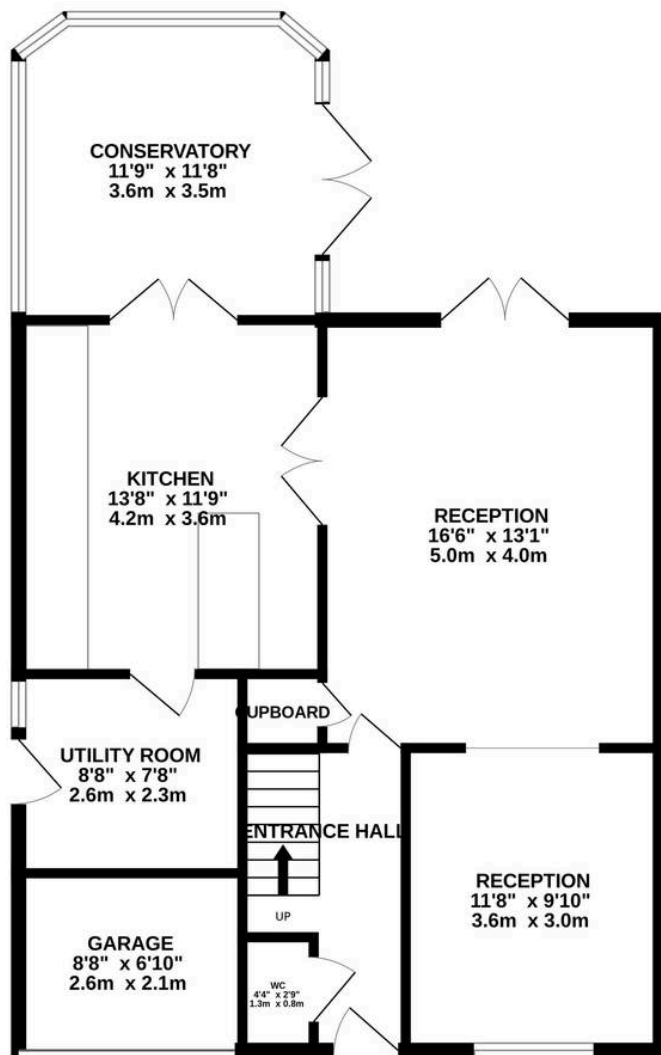 CONSERVATORY
11'9" x 11'8"
3.6m x 3.5m
KITCHEN
13'8" x 11'9"
4.2m x 3.6m
RECEPTION
16'6" x 13'1"
5.0m x 4.0m
CUPBOARD
UTILITY ROOM
8'8" x 7'8"
2.6m x 2.3m
ENTRANCE HALL
RECEPTION
11'8" x 9'10"
3.6m x 3.0m
UP
GARAGE
8'8" x 6'10"
2.6m x 2.1m
WC
4'4" x 2'9"
1.3m x 0.8m